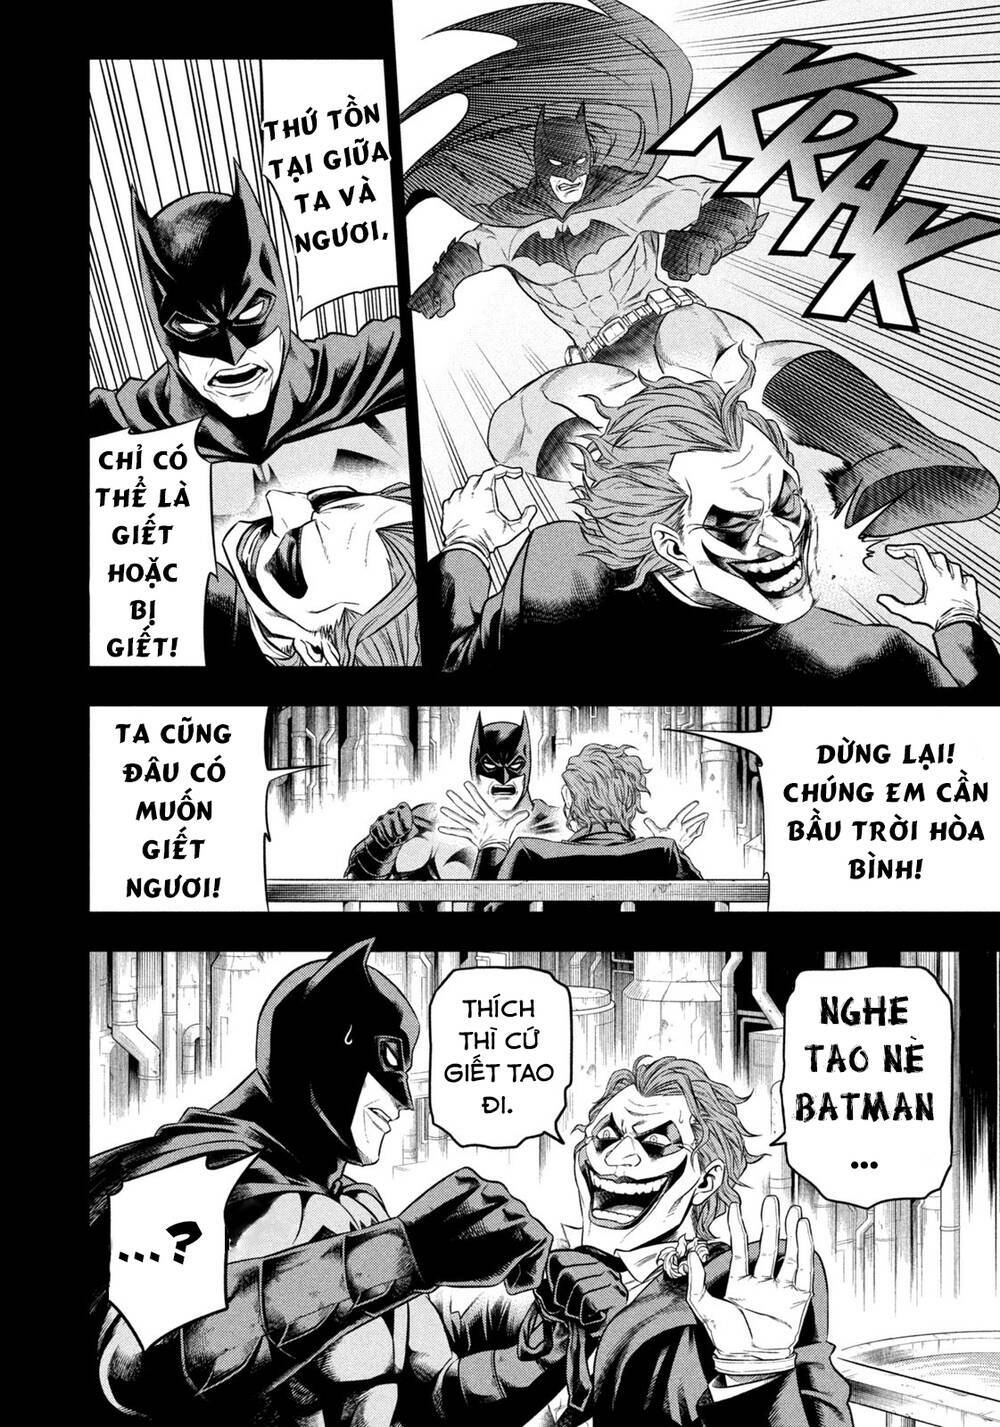 KRAK
THỨ TỒN
TẠI GIỮA
TA VÀ
NGƯƠI,
CHỈ CÓ
THỂ LÀ
GIẾT
HOẶC
BỊ
GIẾT!
DỪNG LẠI!
CHÚNG EM CẦN
BẦU TRỜI HÒA
BÌNH!
TA CŨNG
ĐÂU CÓ
MUỐN
GIẾT
NGƯƠI!
NGHE
TAO NÈ
BATMAN
...
THÍCH
THÌ CỨ
GIẾT TAO
ĐI.
...?